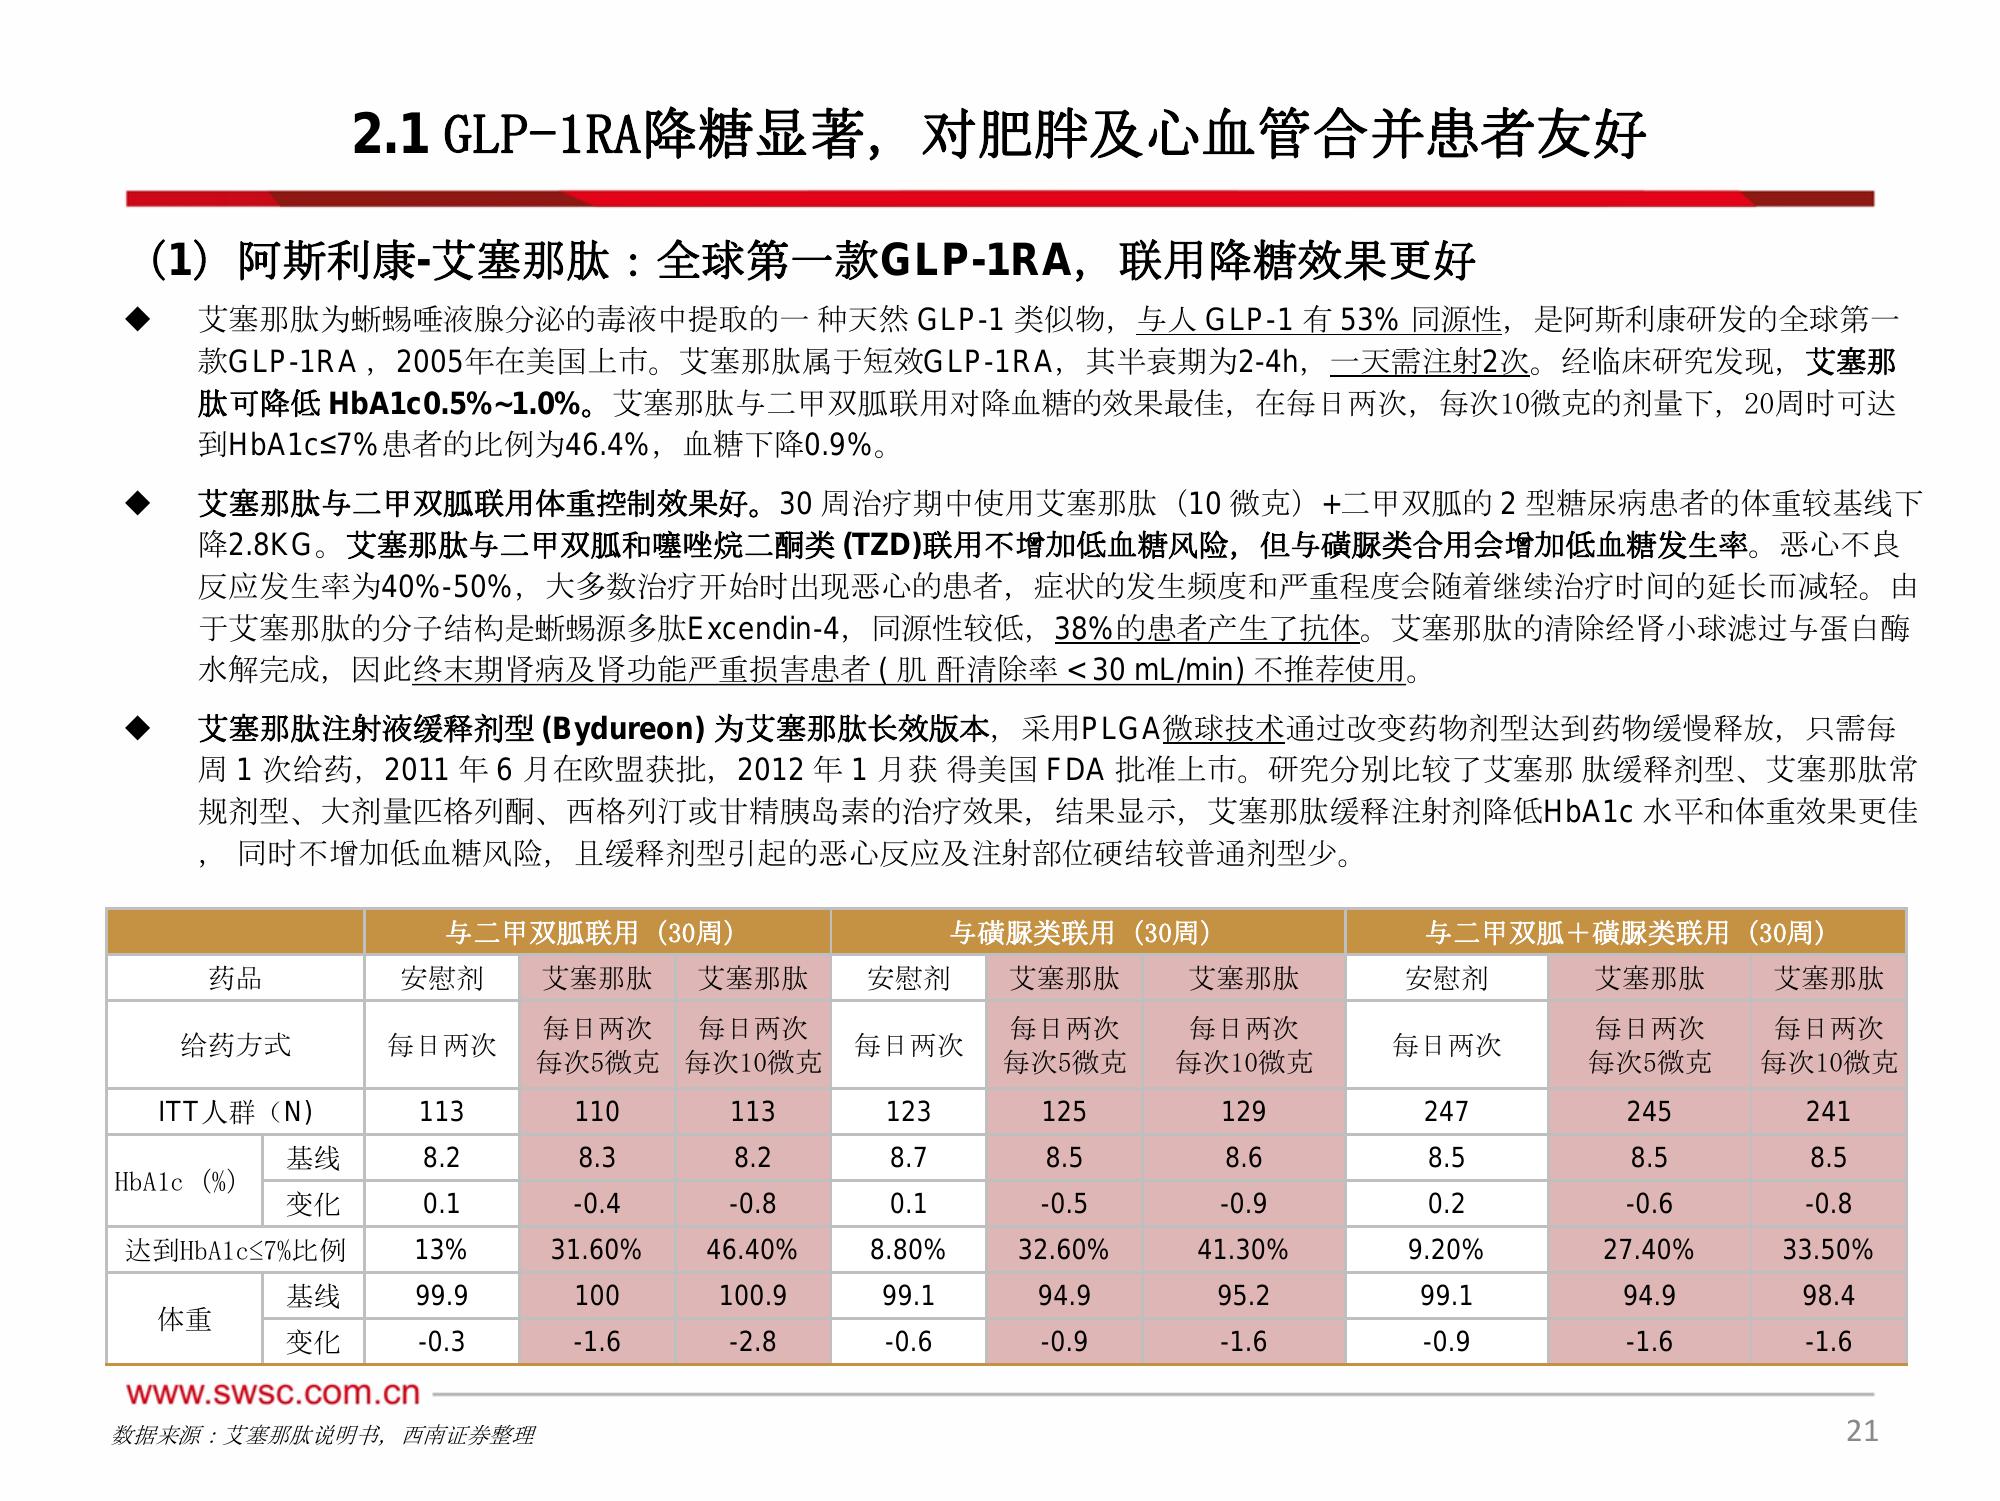 2.1 GLP-1RA降糖显著，对肥胖及心血管合并患者友好
（1）阿斯利康-艾塞那肽：全球第一款GLP-1RA，联用降糖效果更好
◆ 艾塞那肽为蜥蜴唾液腺分泌的毒液中提取的一 种天然 GLP-1 类似物，与人 GLP-1 有 53% 同源性，是阿斯利康研发的全球第一
款GLP-1RA ，2005年在美国上市。艾塞那肽属于短效GLP-1RA，其半衰期为2-4h，一天需注射2次。经临床研究发现，艾塞那
肽可降低 HbA1c0.5%~1.0%。艾塞那肽与二甲双胍联用对降血糖的效果最佳，在每日两次，每次10微克的剂量下，20周时可达
到HbA1c≤7%患者的比例为46.4%，血糖下降0.9%。
◆ 艾塞那肽与二甲双胍联用体重控制效果好。30 周治疗期中使用艾塞那肽（10 微克）+二甲双胍的 2 型糖尿病患者的体重较基线下
降2.8KG。艾塞那肽与二甲双胍和噻唑烷二酮类 (TZD)联用不增加低血糖风险，但与磺脲类合用会增加低血糖发生率。恶心不良
反应发生率为40%-50%，大多数治疗开始时出现恶心的患者，症状的发生频度和严重程度会随着继续治疗时间的延长而减轻。由
于艾塞那肽的分子结构是蜥蜴源多肽Excendin-4，同源性较低，38%的患者产生了抗体。艾塞那肽的清除经肾小球滤过与蛋白酶
水解完成，因此终末期肾病及肾功能严重损害患者 ( 肌 酐清除率 < 30 mL/min) 不推荐使用。
◆ 艾塞那肽注射液缓释剂型 (Bydureon) 为艾塞那肽长效版本，采用PLGA微球技术通过改变药物剂型达到药物缓慢释放，只需每
周 1 次给药，2011 年 6 月在欧盟获批，2012 年 1 月获 得美国 FDA 批准上市。研究分别比较了艾塞那 肽缓释剂型、艾塞那肽常
规剂型、大剂量匹格列酮、西格列汀或甘精胰岛素的治疗效果，结果显示，艾塞那肽缓释注射剂降低HbA1c 水平和体重效果更佳
， 同时不增加低血糖风险，且缓释剂型引起的恶心反应及注射部位硬结较普通剂型少。
与二甲双胍联用（30周） 与磺脲类联用（30周） 与二甲双胍＋磺脲类联用（30周）
药品 安慰剂 艾塞那肽 艾塞那肽 安慰剂 艾塞那肽 艾塞那肽 安慰剂 艾塞那肽 艾塞那肽
给药方式 每日两次 每日两次 每次5微克 每日两次 每次10微克 每日两次 每日两次 每次5微克 每日两次 每次10微克 每日两次 每日两次 每次5微克 每日两次 每次10微克
ITT人群（N) 113 110 113 123 125 129 247 245 241
HbA1c（%） 基线 8.2 8.3 8.2 8.7 8.5 8.6 8.5 8.5 8.5
变化 0.1 -0.4 -0.8 0.1 -0.5 -0.9 0.2 -0.6 -0.8
达到HbA1c≤7%比例 13% 31.60% 46.40% 8.80% 32.60% 41.30% 9.20% 27.40% 33.50%
体重 基线 99.9 100 100.9 99.1 94.9 95.2 99.1 94.9 98.4
变化 -0.3 -1.6 -2.8 -0.6 -0.9 -1.6 -0.9 -1.6 -1.6
www.swsc.com.cn
数据来源：艾塞那肽说明书，西南证券整理
21